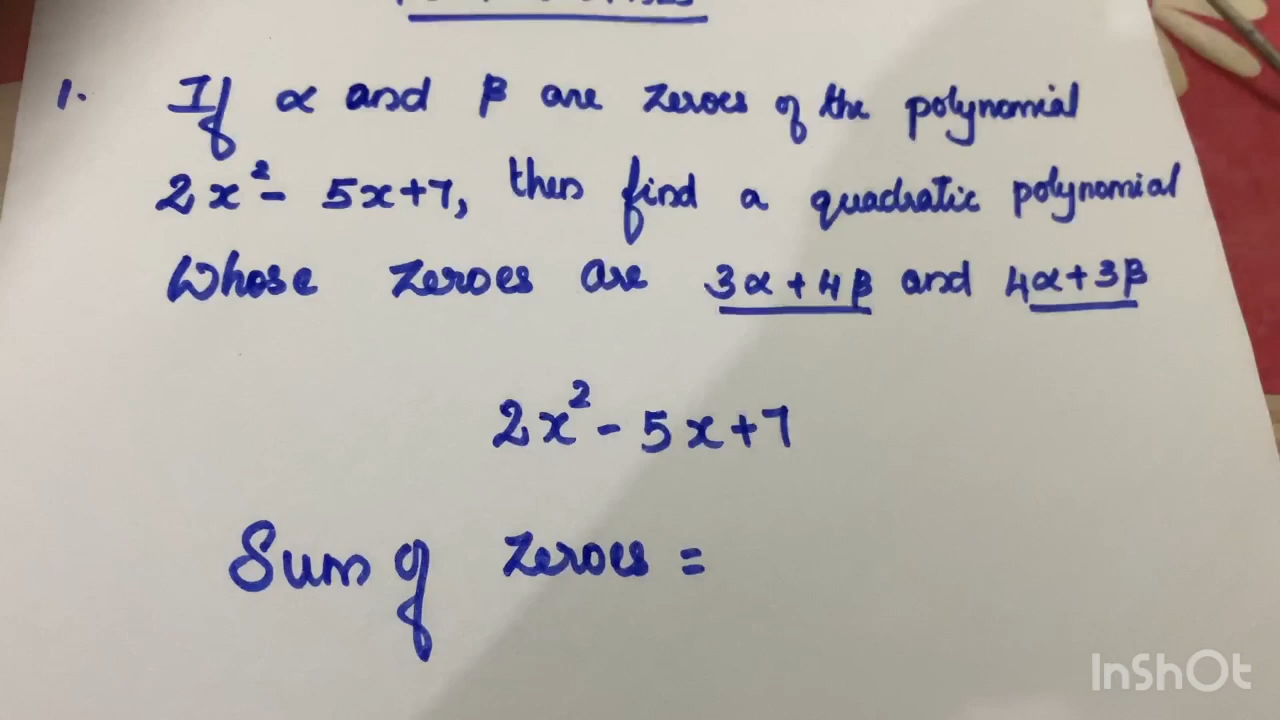 1. If α and β are zeroes of the polynomial
2x² - 5x+7, then find a quadratic polynomial
Whose zeroes are 3α+4β and 4α+3β
2x² - 5x+7
Sum of zeroes =
InShOt